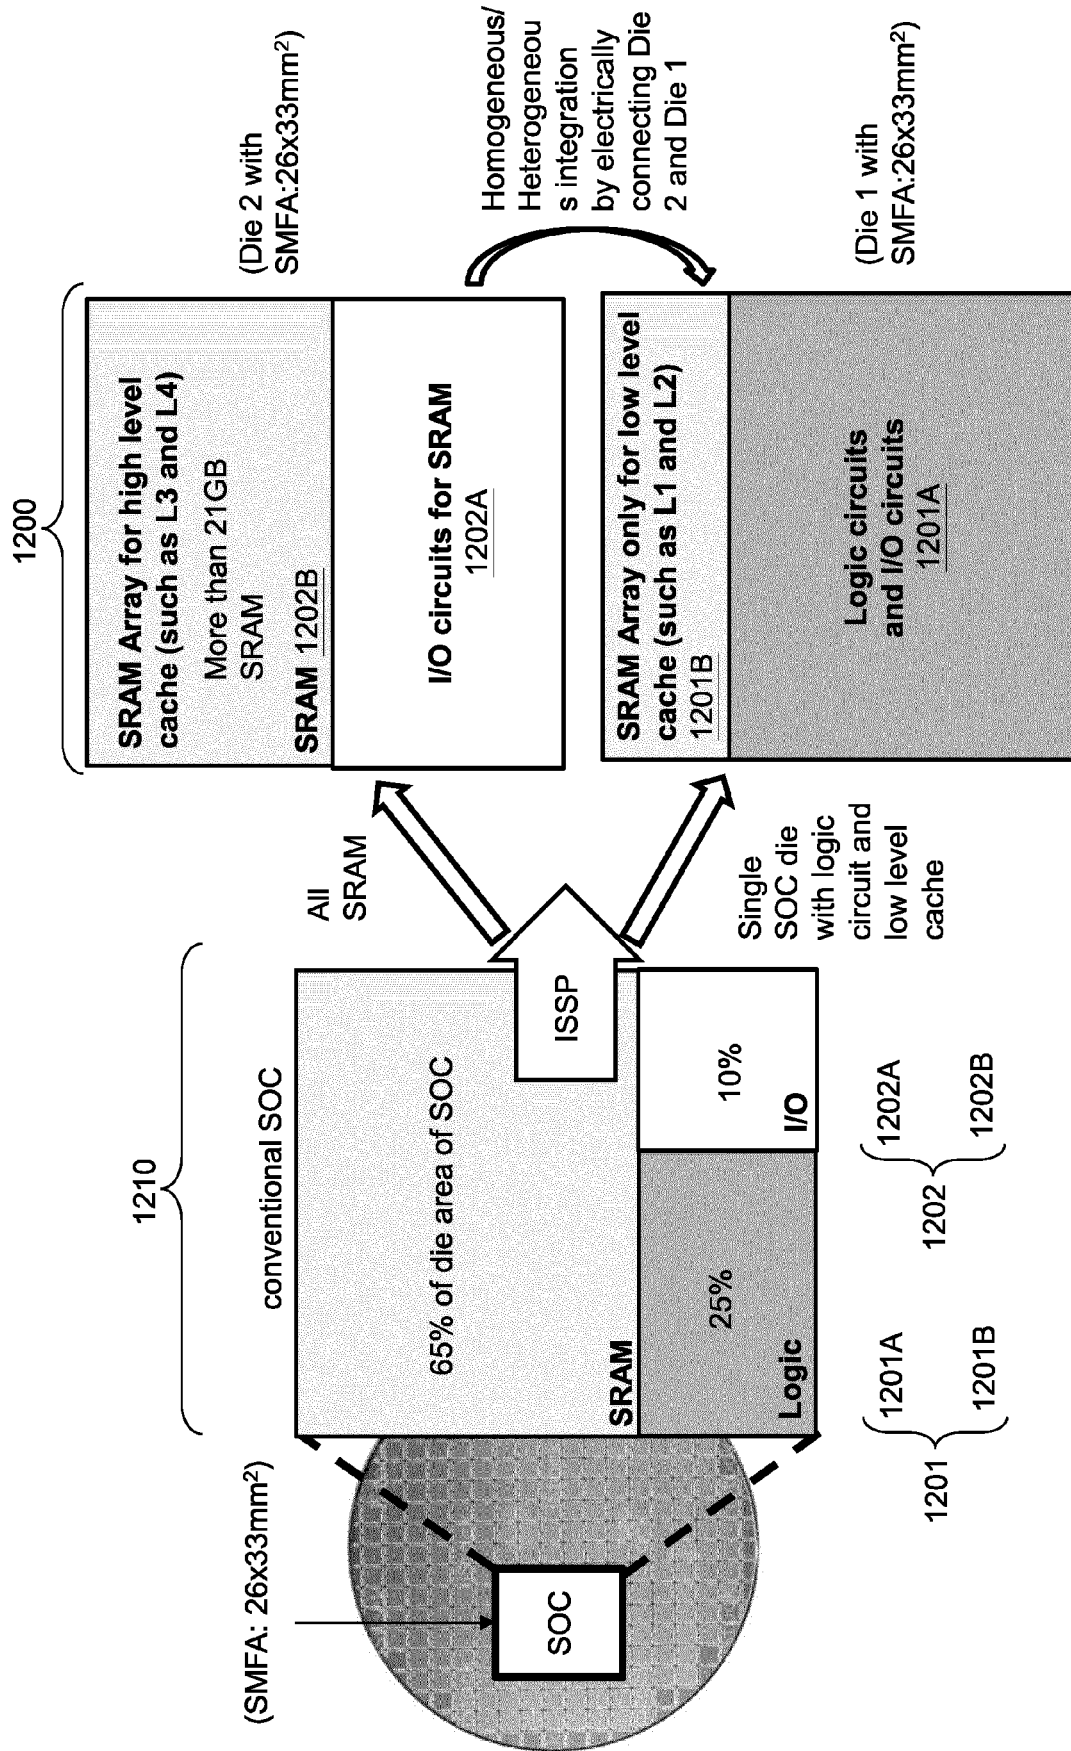 1210
1200
(SMFA: 26x33mm²)
SOC
conventional SOC
65% of die area of SOC
SRAM
25%
Logic
10%
I/O
ISSP
All
SRAM
Single
SOC die
with logic
circuit and
low level
cache
SRAM Array for high level
cache (such as L3 and L4)
More than 21GB
SRAM
SRAM 1202B
I/O circuits for SRAM
1202A
(Die 2 with
SMFA:26x33mm²)
Homogeneous/
Heterogeneou
s integration
by electrically
connecting Die
2 and Die 1
SRAM Array only for low level
cache (such as L1 and L2)
1201B
Logic circuits
and I/O circuits
1201A
(Die 1 with
SMFA:26x33mm²)
1201
1201A
1201B
1202
1202A
1202B